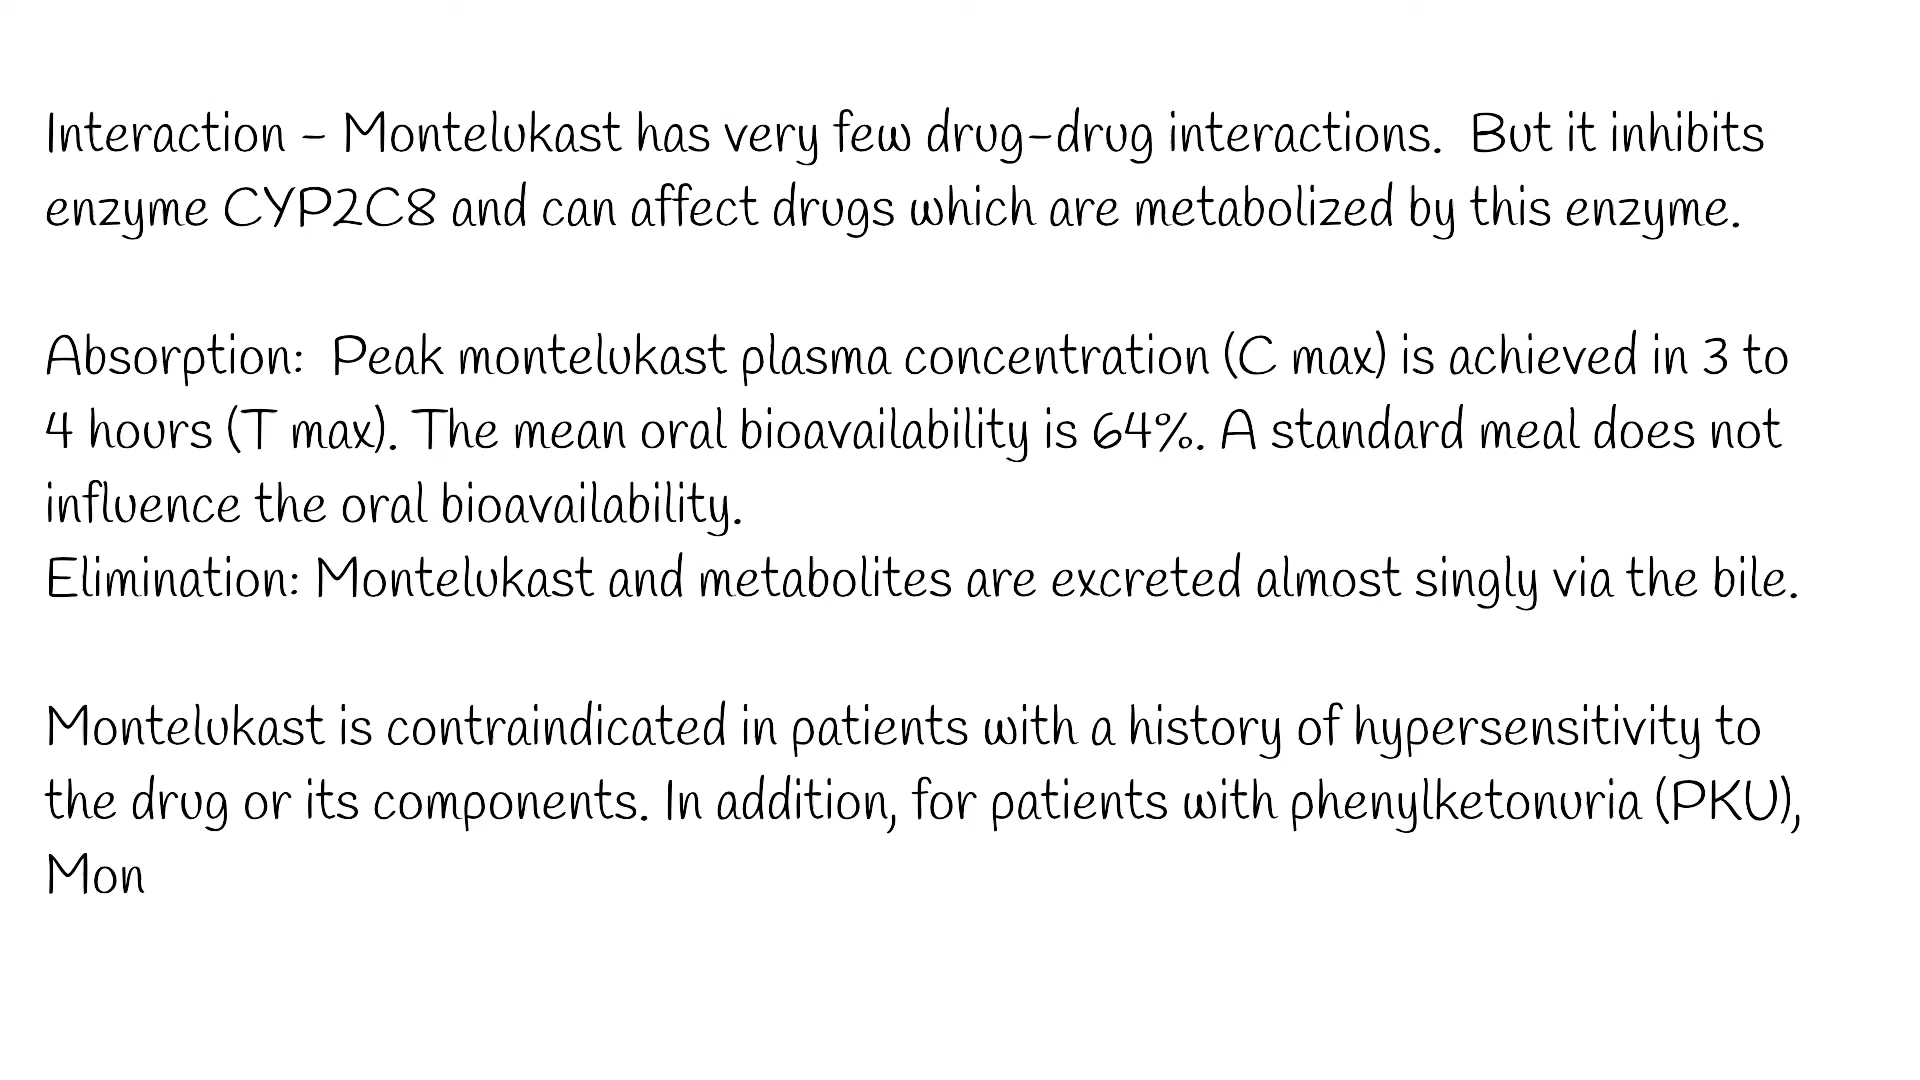 Interaction - Montelukast has very few drug-drug interactions.  But it inhibits
enzyme CYP2C8 and can affect drugs which are metabolized by this enzyme.
Absorption:  Peak montelukast plasma concentration (C max) is achieved in 3 to
4 hours (T max). The mean oral bioavailability is 64%. A standard meal does not
influence the oral bioavailability.
Elimination: Montelukast and metabolites are excreted almost singly via the bile.
Montelukast is contraindicated in patients with a history of hypersensitivity to
the drug or its components. In addition, for patients with phenylketonuria (PKU),
Mon